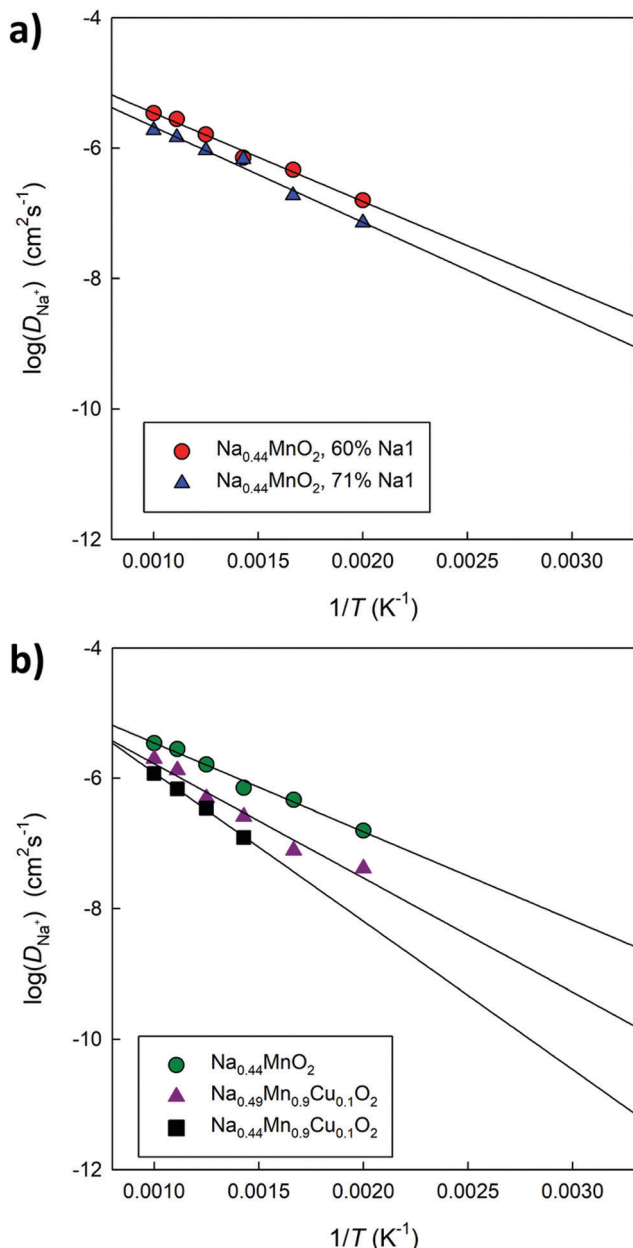 a)
-4
-6
-8
-10
-12
log(D_Na⁺) (cm²s⁻¹)
Na₀.₄₄MnO₂, 60% Na1
Na₀.₄₄MnO₂, 71% Na1
0.0010 0.0015 0.0020 0.0025 0.0030
1/T (K⁻¹)
b)
-4
-6
-8
-10
-12
log(D_Na⁺) (cm²s⁻¹)
Na₀.₄₄MnO₂
Na₀.₄₉Mn₀.₉Cu₀.₁O₂
Na₀.₄₄Mn₀.₉Cu₀.₁O₂
0.0010 0.0015 0.0020 0.0025 0.0030
1/T (K⁻¹)